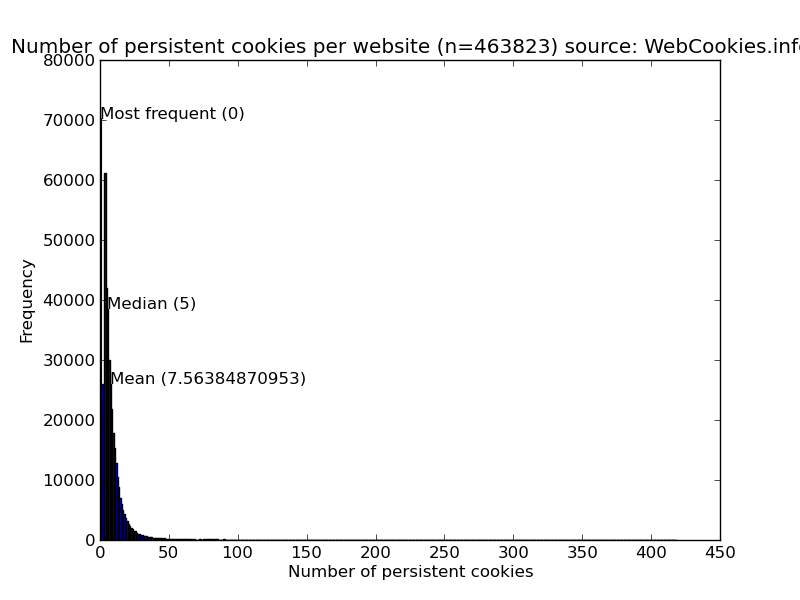 Number of persistent cookies per website (n=463823) source: WebCookies.info
80000
70000
60000
50000
40000
30000
20000
10000
0
Frequency
Most frequent (0)
Median (5)
Mean (7.56384870953)
0 50 100 150 200 250 300 350 400 450
Number of persistent cookies